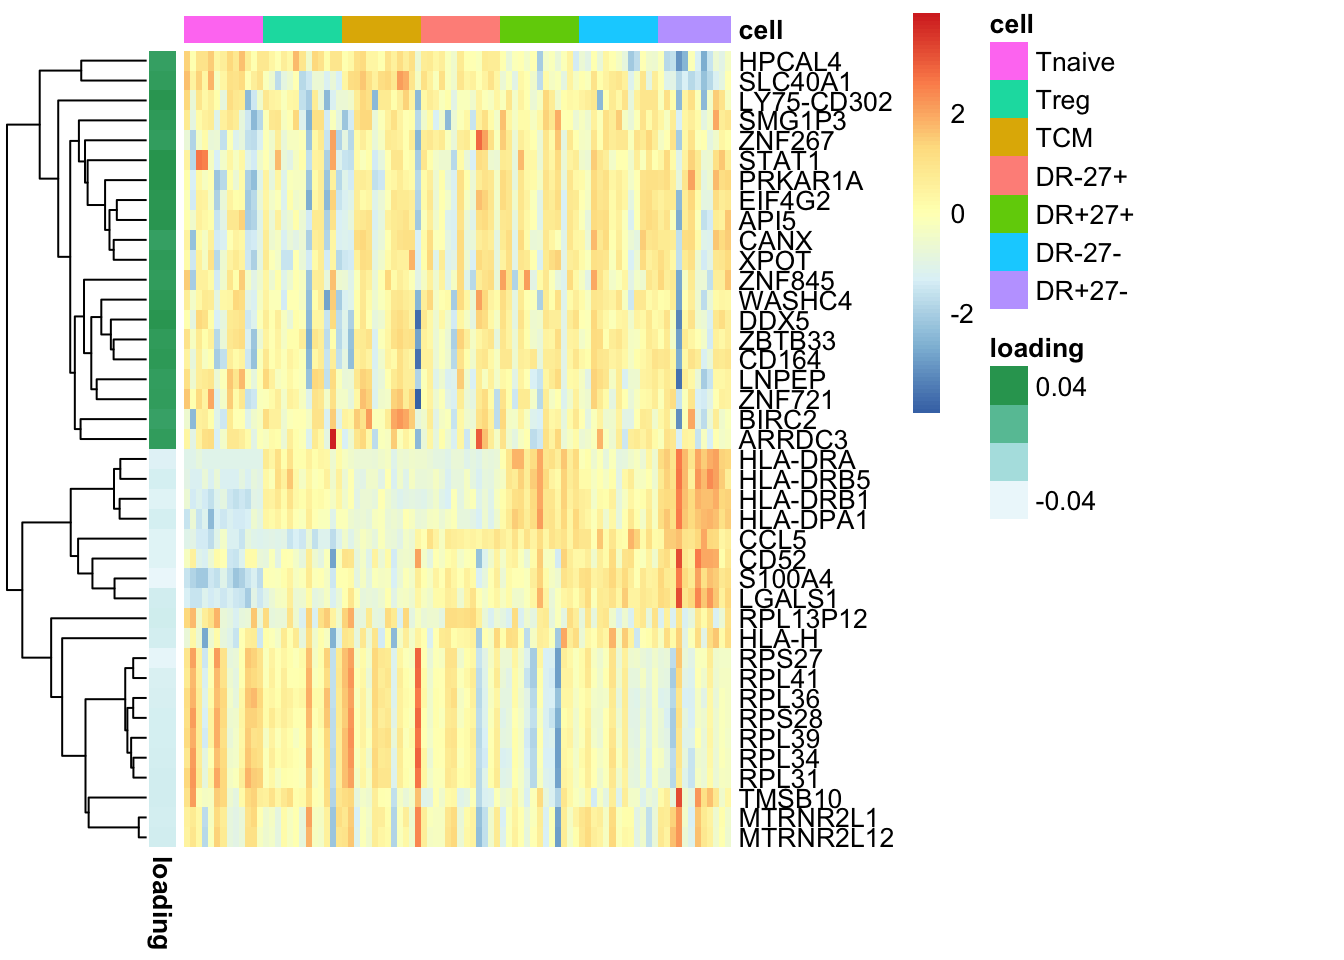 cell
HPCAL4
SLC40A1
LY75-CD302
SMG1P3
ZNF267
STAT1
PRKAR1A
EIF4G2
API5
CANX
XPOT
ZNF845
WASHC4
DDX5
ZBTB33
CD164
LNPEP
ZNF721
BIRC2
ARRDC3
HLA-DRA
HLA-DRB5
HLA-DRB1
HLA-DPA1
CCL5
CD52
S100A4
LGALS1
RPL13P12
HLA-H
RPS27
RPL41
RPL36
RPS28
RPL39
RPL34
RPL31
TMSB10
MTRNR2L1
MTRNR2L12
loading
2
0
-2
cell
Tnaive
Treg
TCM
DR-27+
DR+27+
DR-27-
DR+27-
loading
0.04
-0.04